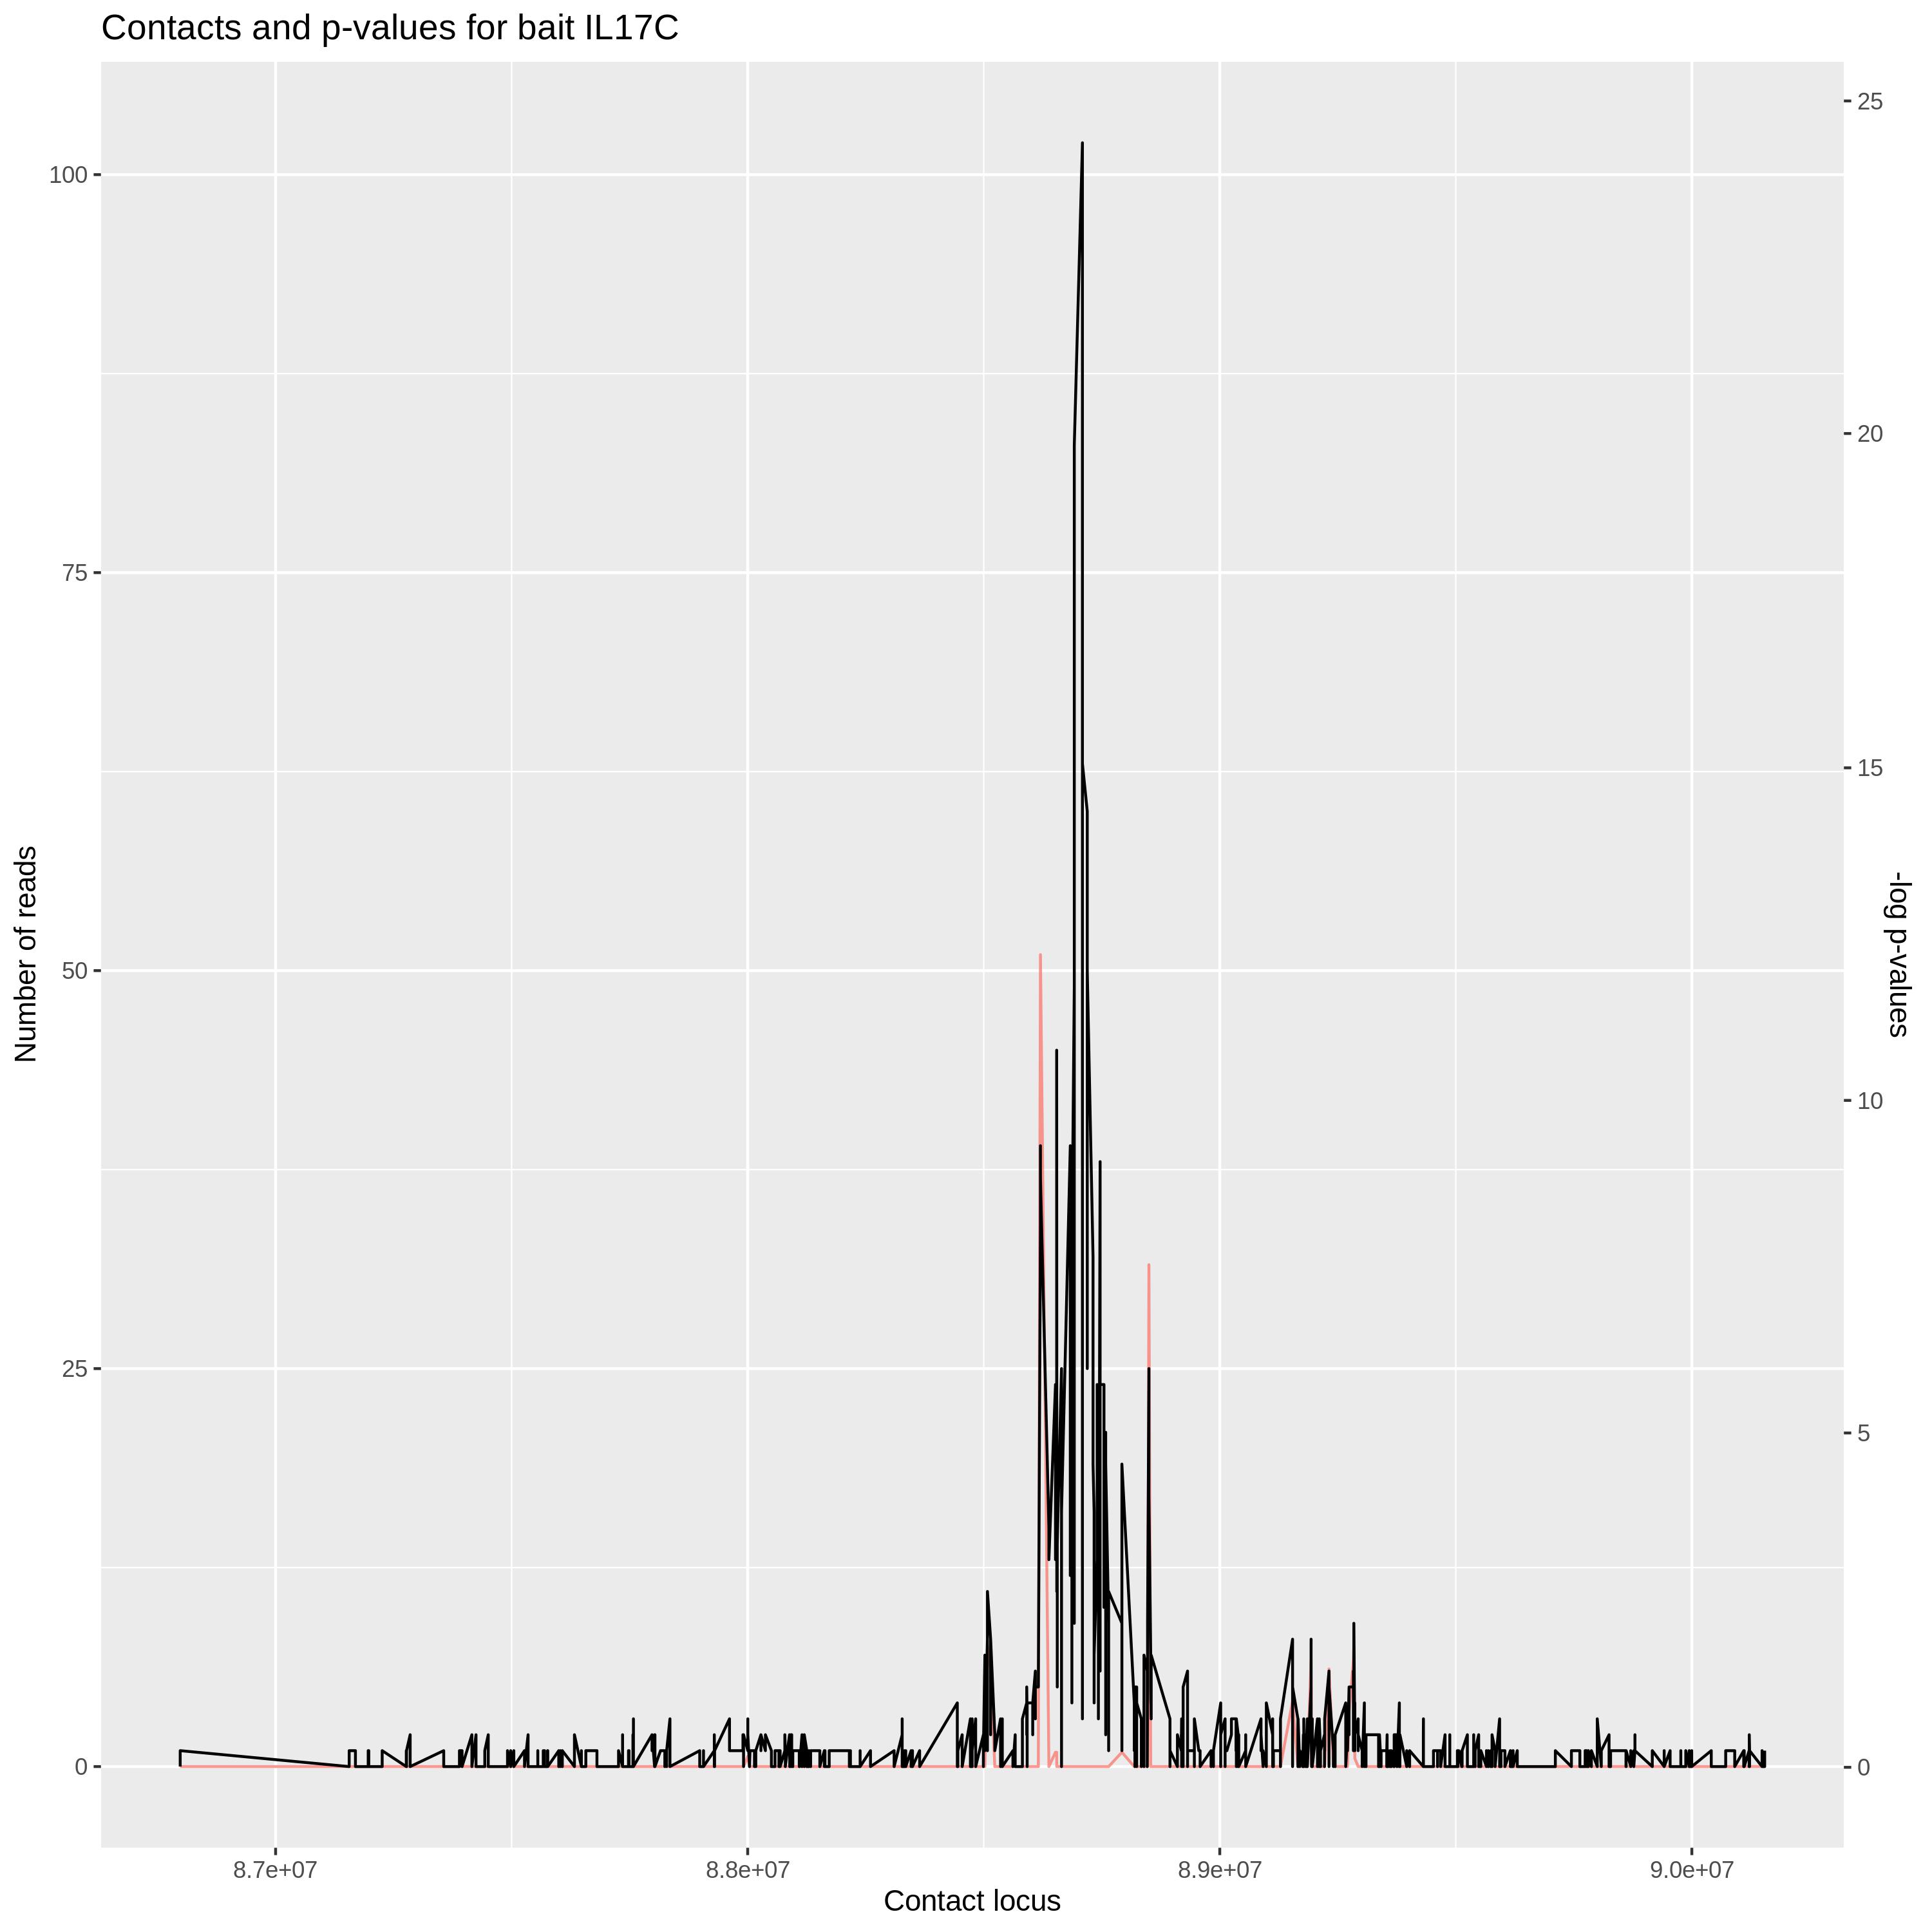 Contacts and p-values for bait IL17C
100
75
50
25
0
Number of reads
25
20
15
10
5
0
-log p-values
8.7e+07
8.8e+07
8.9e+07
9.0e+07
Contact locus